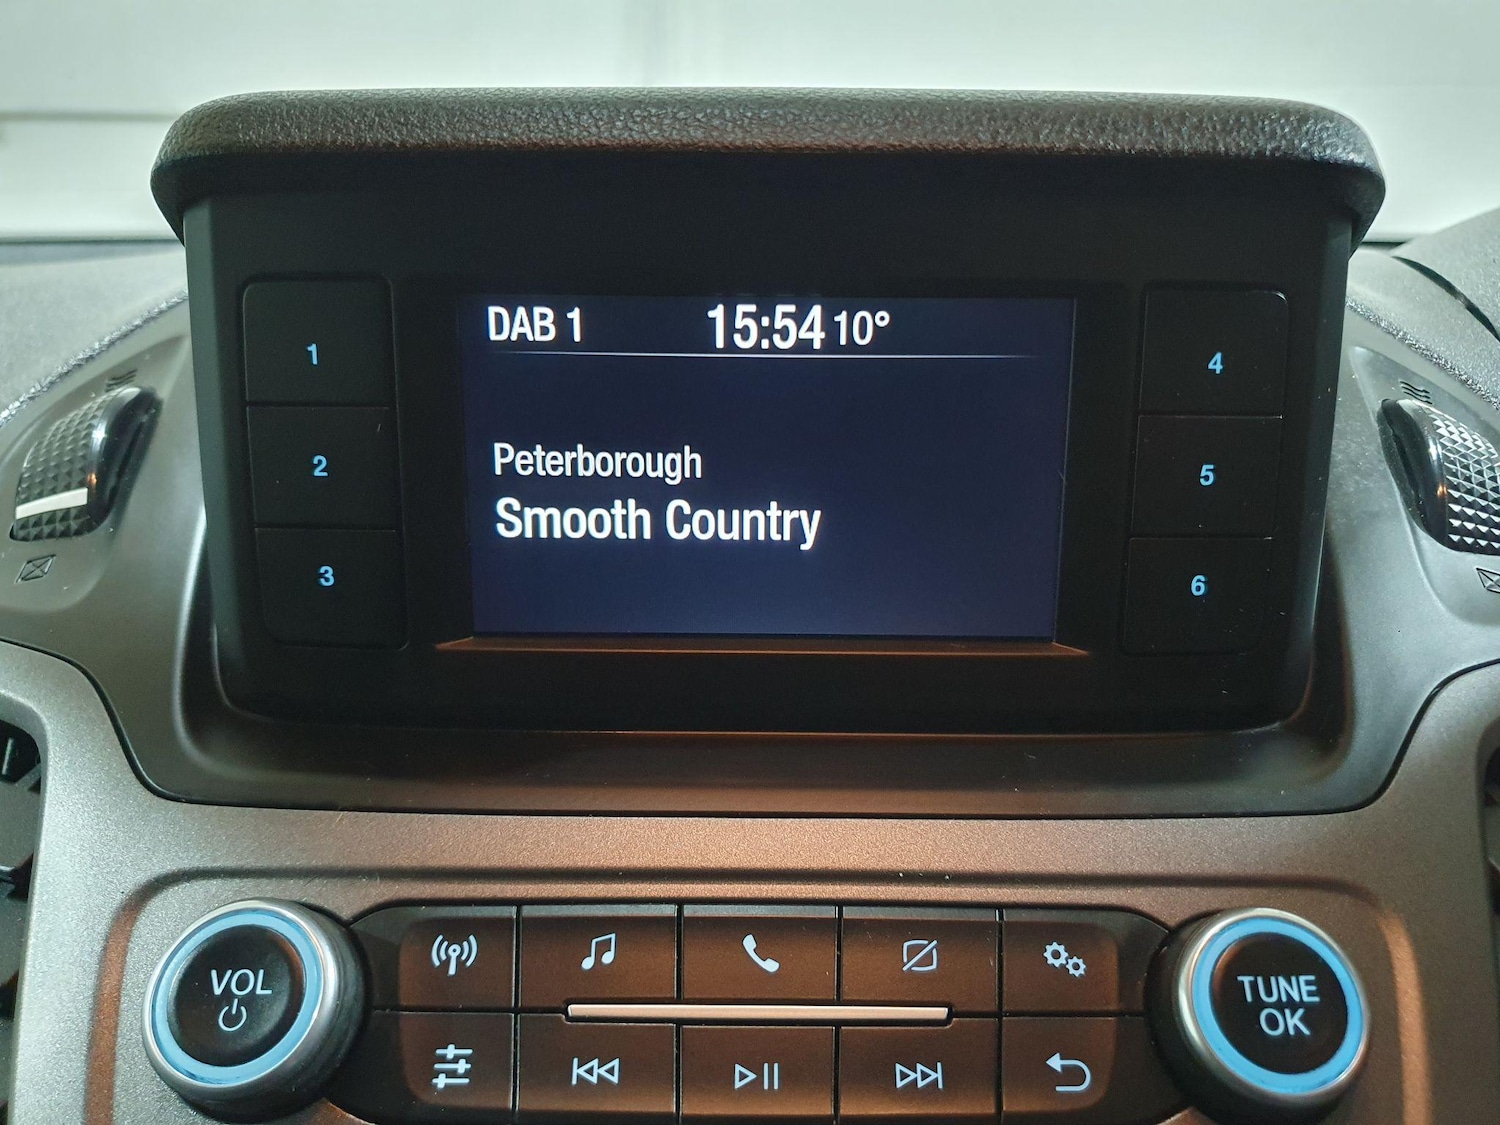 DAB 1 15:54 10°
Peterborough
Smooth Country
1
2
3
4
5
6
VOL
TUNE
OK